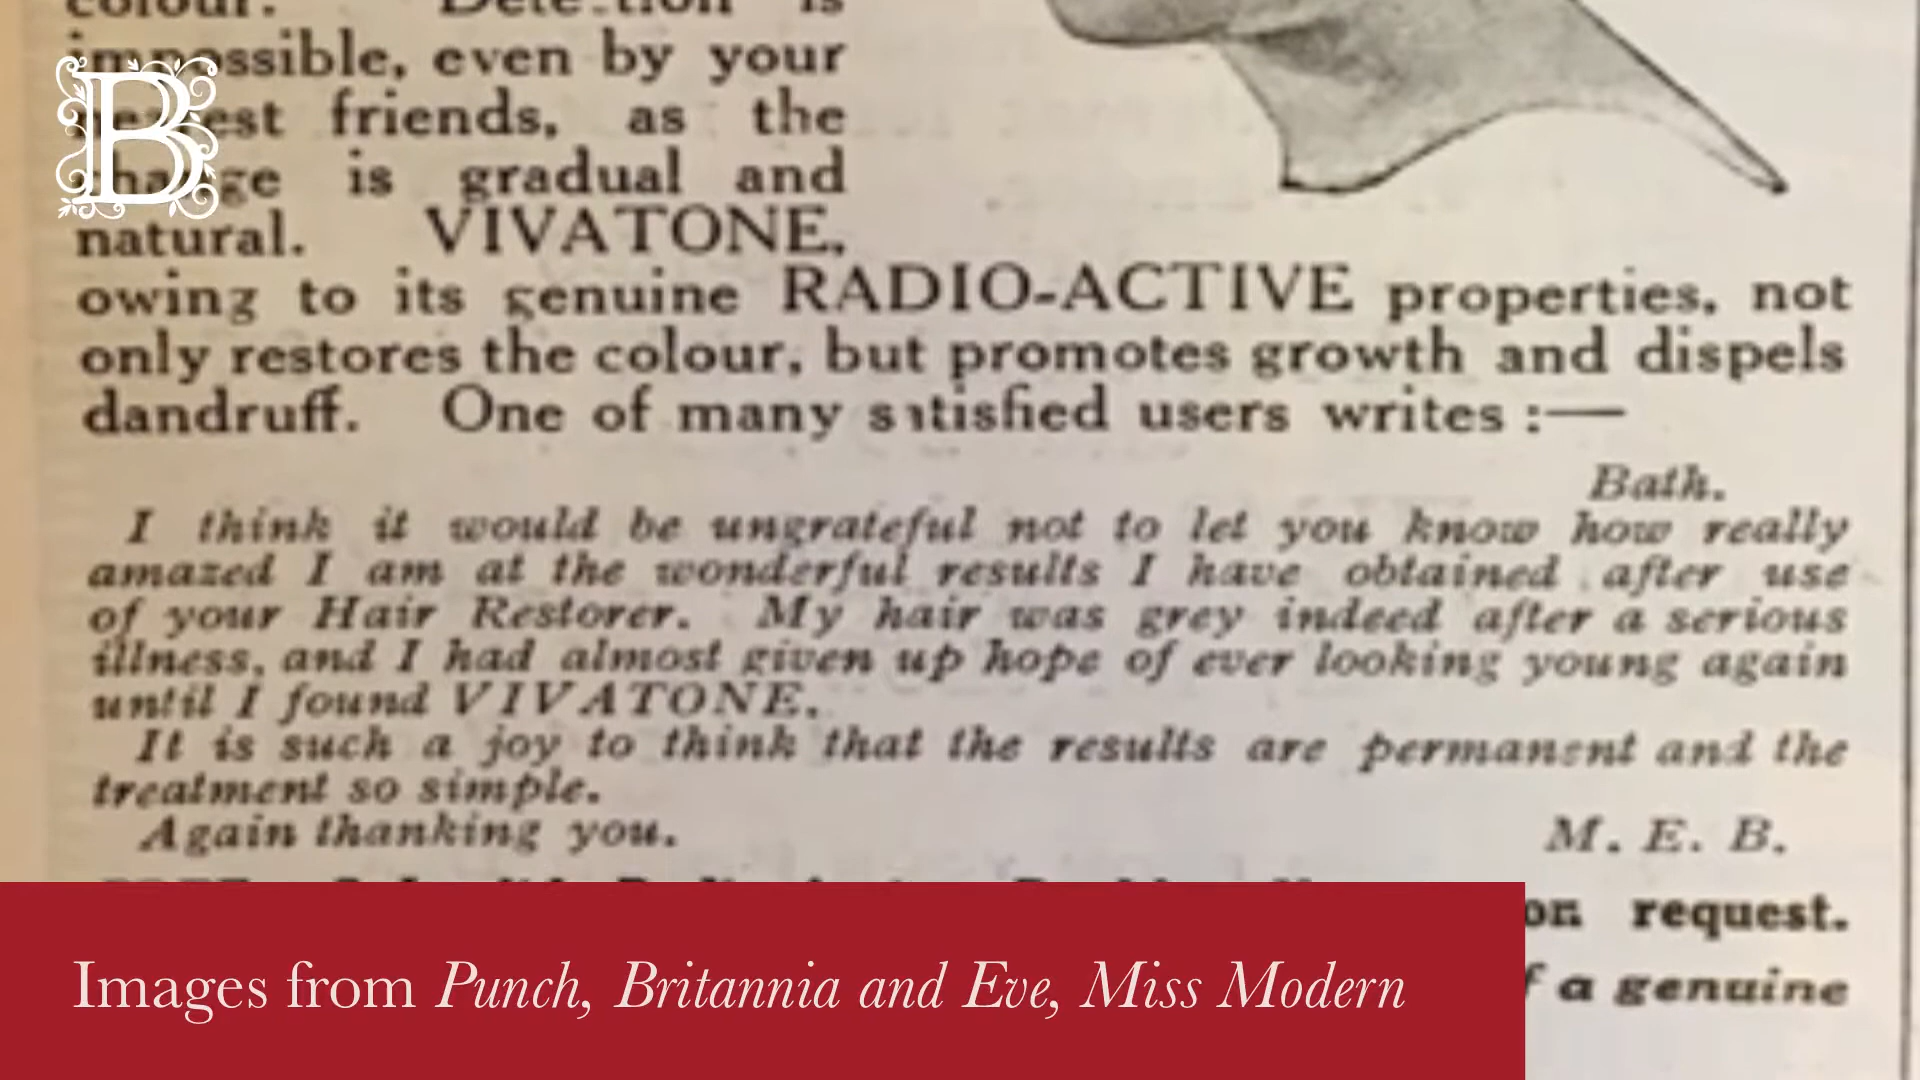 colour. Detection is
impossible, even by your
nearest friends, as the
change is gradual and
natural. VIVATONE,
owing to its genuine RADIO-ACTIVE properties, not
only restores the colour, but promotes growth and dispels
dandruff. One of many satisfied users writes :—
Bath.
I think it would be ungrateful not to let you know how really
amazed I am at the wonderful results I have obtained after use
of your Hair Restorer. My hair was grey indeed after a serious
illness, and I had almost given up hope of ever looking young again
until I found VIVATONE.
It is such a joy to think that the results are permanent and the
treatment so simple.
Again thanking you. M. E. B.
on request.
a genuine
B
Images from Punch, Britannia and Eve, Miss Modern